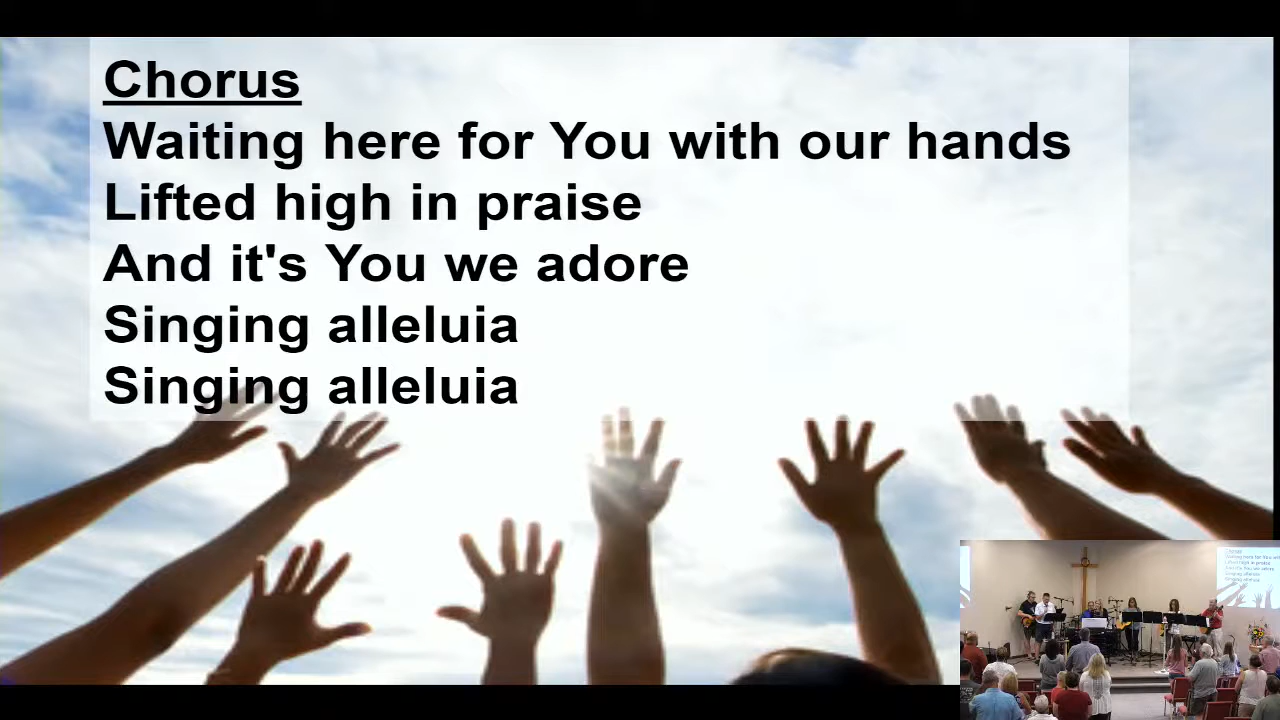 Chorus
Waiting here for You with our hands
Lifted high in praise
And it's You we adore
Singing alleluia
Singing alleluia